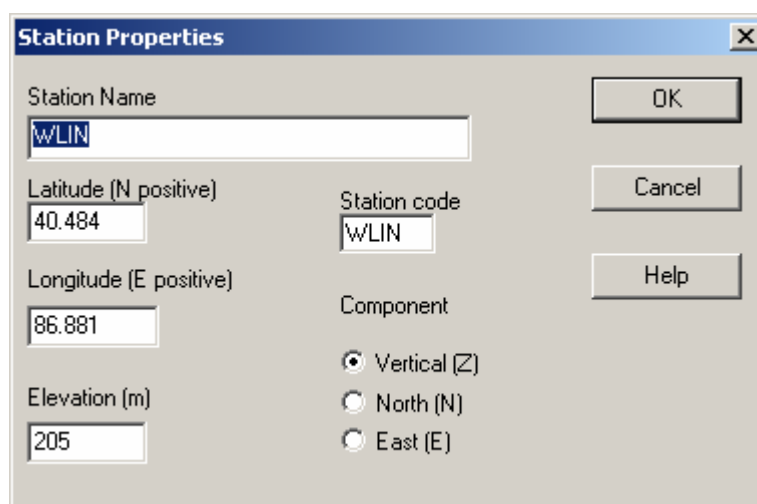 Station Properties
Station Name
OK
WLIN
Latitude (N positive)
40.484
Station code
WLIN
Cancel
Longitude (E positive)
86.881
Component
Help
Vertical (Z)
Elevation (m)
205
North (N)
East (E)